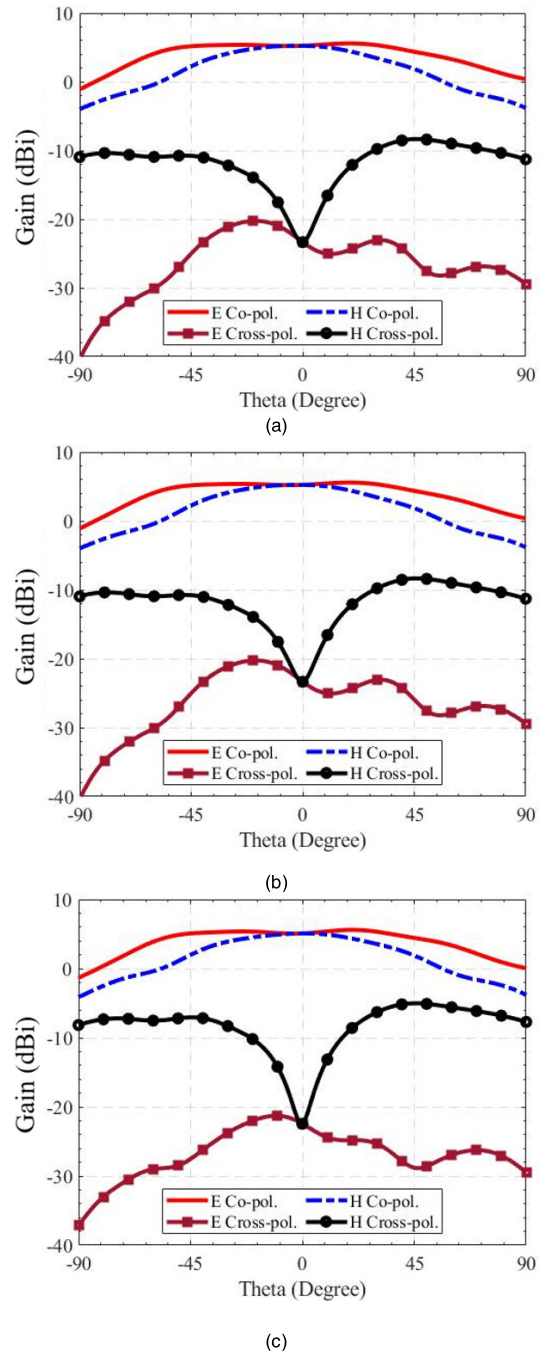 10
5
0
-10
-20
-30
-40
Gain (dBi)
E Co-pol. H Co-pol.
E Cross-pol. H Cross-pol.
-90 -45 0 45 90
Theta (Degree)
(a)
10
0
-10
-20
-30
-40
Gain (dBi)
E Co-pol. H Co-pol.
E Cross-pol. H Cross-pol.
-90 -45 0 45 90
Theta (Degree)
(b)
10
0
-10
-20
-30
-40
Gain (dBi)
E Co-pol. H Co-pol.
E Cross-pol. H Cross-pol.
-90 -45 0 45 90
Theta (Degree)
(c)